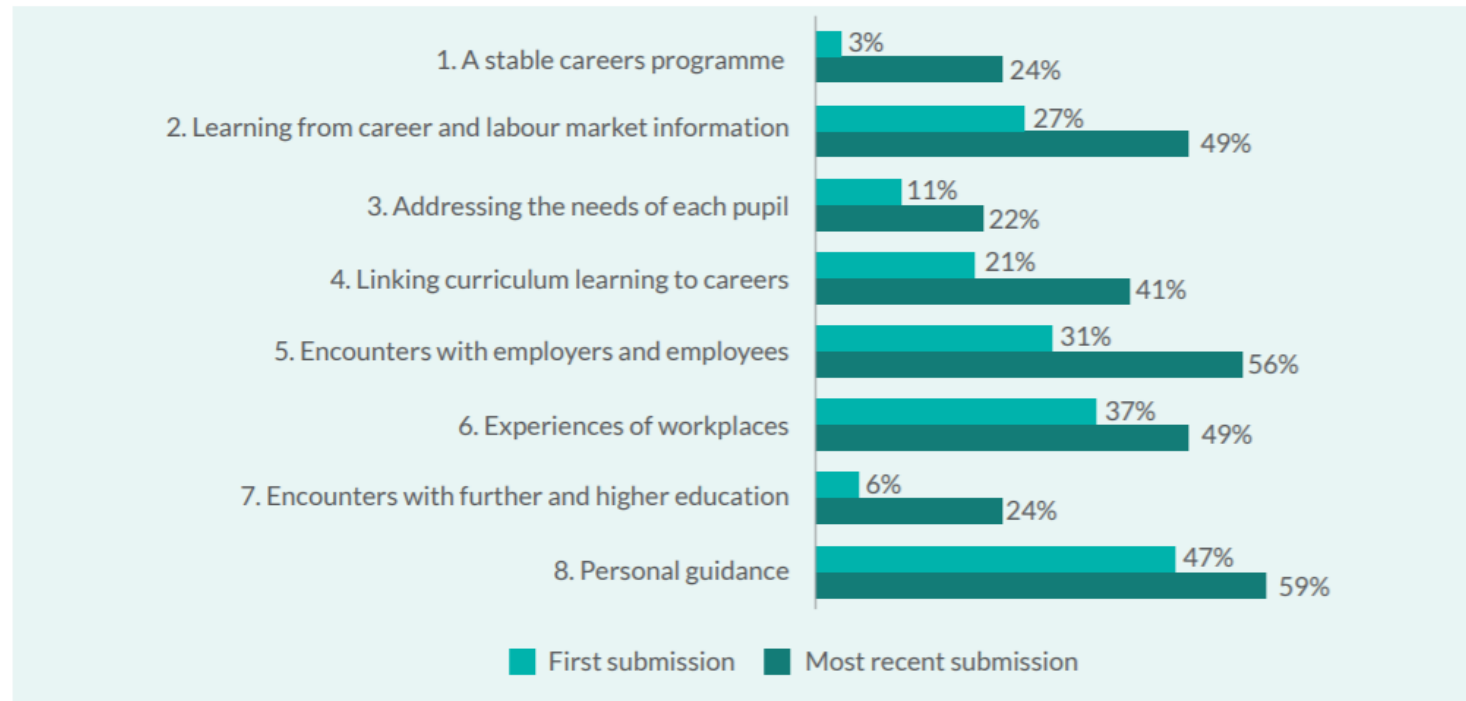 1. A stable careers programme
3%
24%
2. Learning from career and labour market information
27%
49%
3. Addressing the needs of each pupil
11%
22%
4. Linking curriculum learning to careers
21%
41%
5. Encounters with employers and employees
31%
56%
6. Experiences of workplaces
37%
49%
7. Encounters with further and higher education
6%
24%
8. Personal guidance
47%
59%
First submission Most recent submission